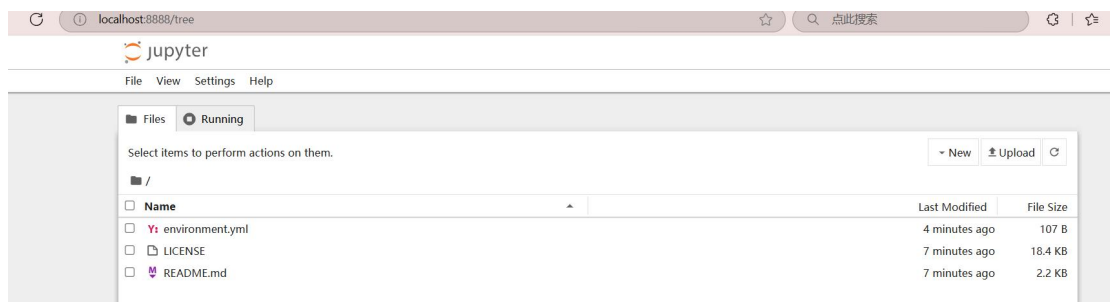 localhost:8888/tree 点此搜索
jupyter
File View Settings Help
Files Running
Select items to perform actions on them. New Upload
/
Name Last Modified File Size
Y: environment.yml 4 minutes ago 107 B
LICENSE 7 minutes ago 18.4 KB
M README.md 7 minutes ago 2.2 KB